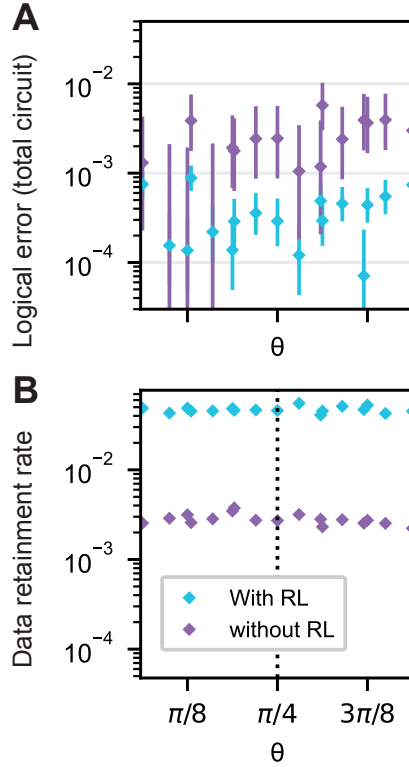 A
Logical error (total circuit)
10⁻²
10⁻³
10⁻⁴
θ
B
Data retainment rate
10⁻²
10⁻³
10⁻⁴
With RL
without RL
π/8
π/4
3π/8
θ